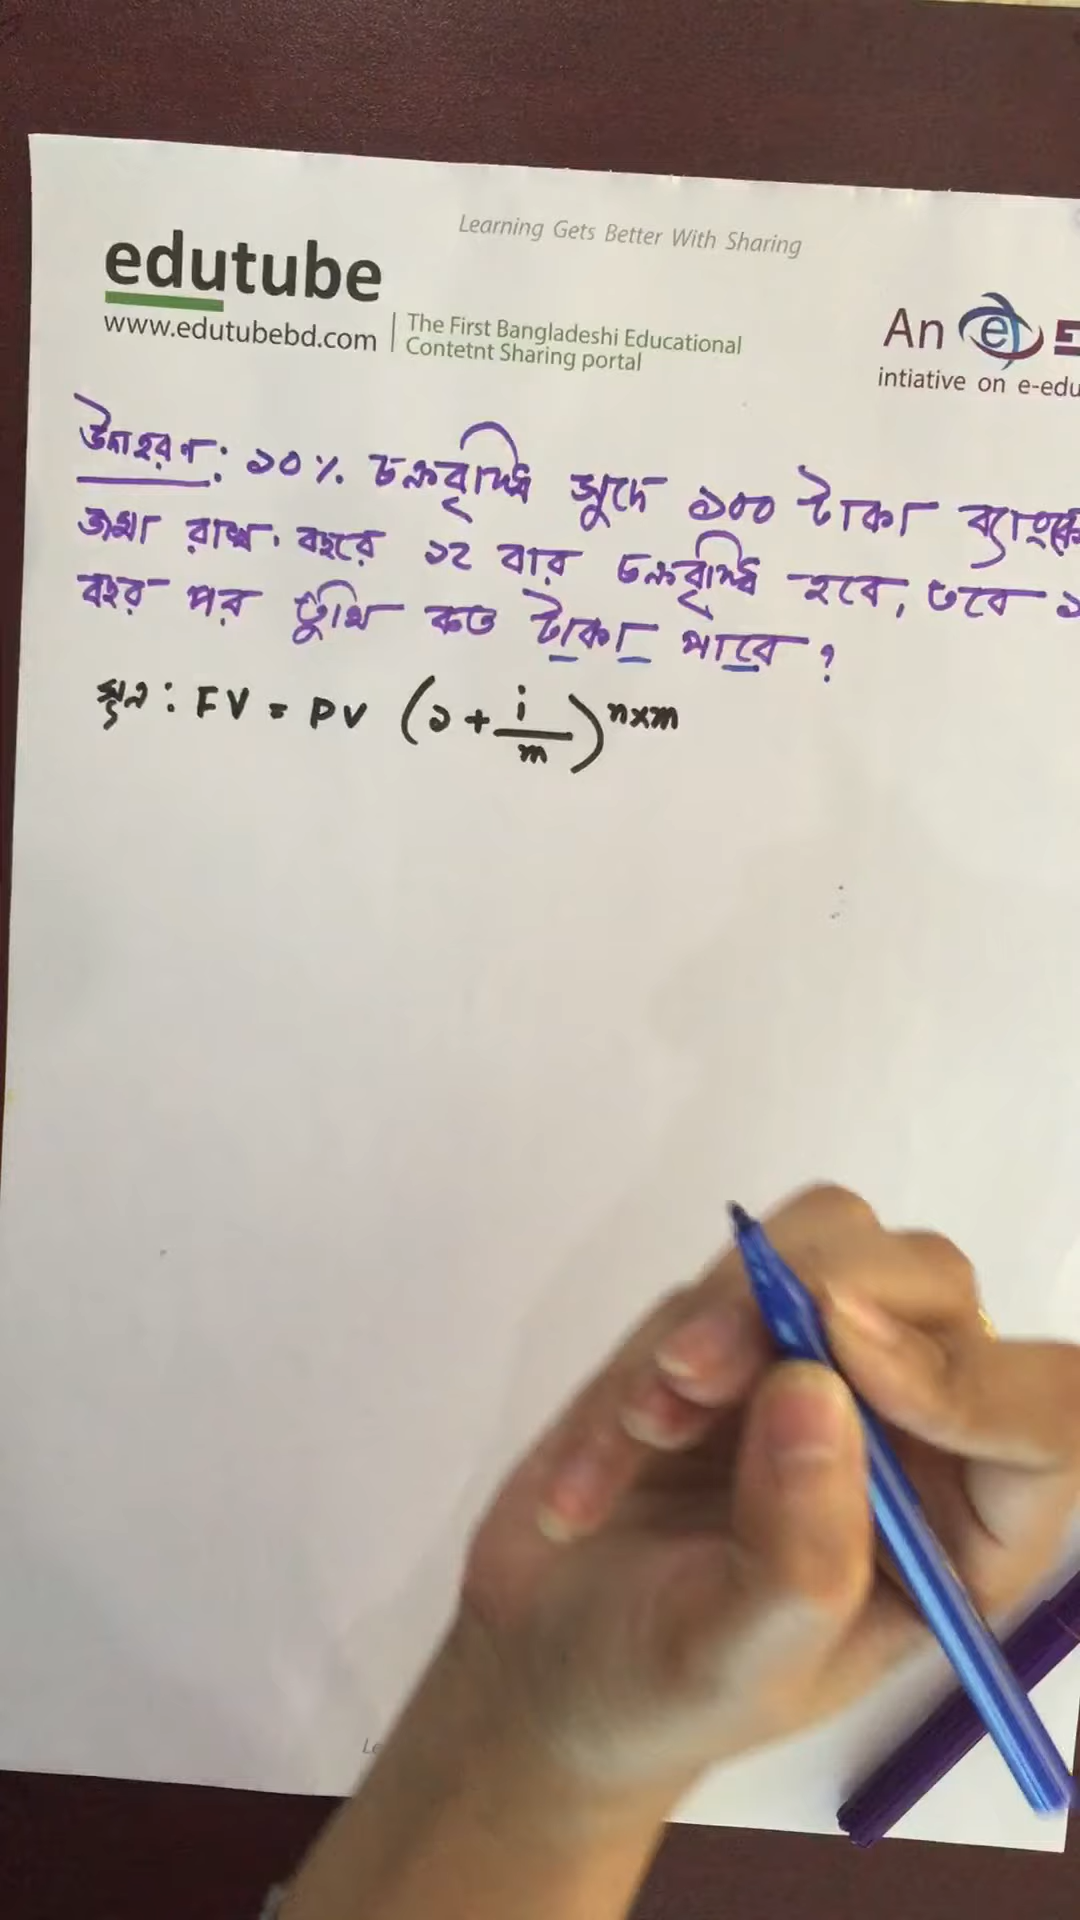 Learning Gets Better With Sharing
edutube
www.edutubebd.com
The First Bangladeshi Educational
Contetnt Sharing portal
An
intiative on e-edu
উদাহরণ: ১০% চক্রবৃদ্ধি সুদে ১০০ টাকা ব্যাংকে
জমা রাখ। বছরে ১২ বার চক্রবৃদ্ধি হবে, তবে ১
বছর পর তুমি কত টাকা পাবে?
সূত্র: FV = PV (১ + i/m)^n×m